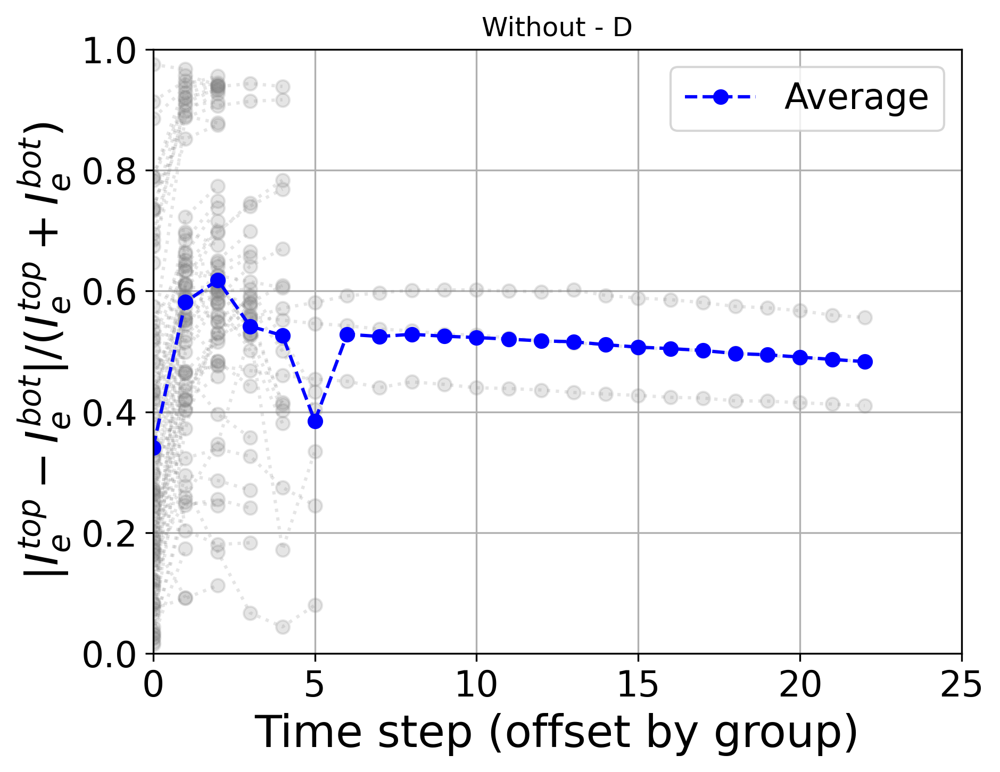 Without - D
|I_e^{top} − I_e^{bot}|/(I_e^{top} + I_e^{bot})
1.0
0.8
0.6
0.4
0.2
0.0
Average
0 5 10 15 20 25
Time step (offset by group)